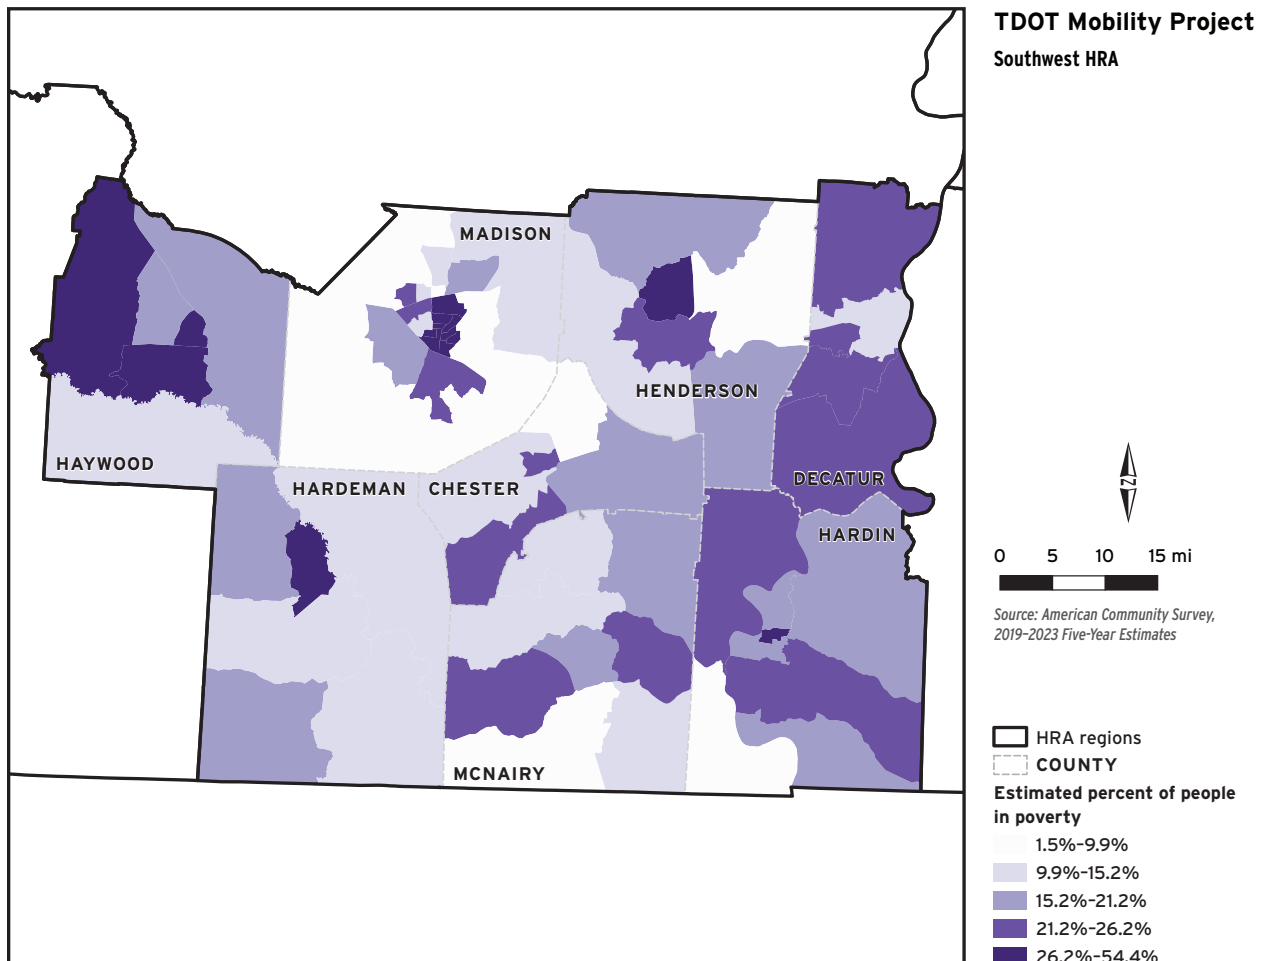 TDOT Mobility Project
Southwest HRA
MADISON
HENDERSON
HAYWOOD
HARDEMAN
CHESTER
DECATUR
HARDIN
MCNAIRY
N
0 5 10 15 mi
Source: American Community Survey,
2019–2023 Five-Year Estimates
HRA regions
COUNTY
Estimated percent of people
in poverty
1.5%–9.9%
9.9%–15.2%
15.2%–21.2%
21.2%–26.2%
26.2%–54.4%